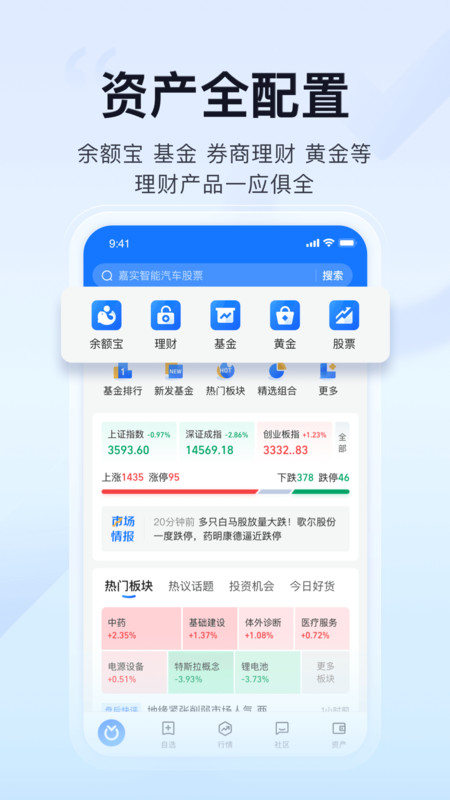 资产全配置
余额宝 基金 券商理财 黄金等
理财产品一应俱全
9:41
嘉实智能汽车股票 搜索
余额宝 理财 基金 黄金 股票
1 NEW HOT
基金排行 新发基金 热门板块 精选组合 更多
上证指数 -0.97% 深证成指 -2.86% 创业板指 +1.23% 全部
3593.60 14569.18 3332..83
上涨1435 涨停95 下跌378 跌停46
市场情报
20分钟前 多只白马股放量大跌！歌尔股份
一度跌停，药明康德逼近跌停
热门板块 热议话题 投资机会 今日好货
中药 基础建设 体外诊断 医疗服务
+2.35% +1.37% +1.08% +0.72%
电源设备 特斯拉概念 锂电池 更多板块
+0.51% -3.93% -3.73%
自选 行情 社区 资产